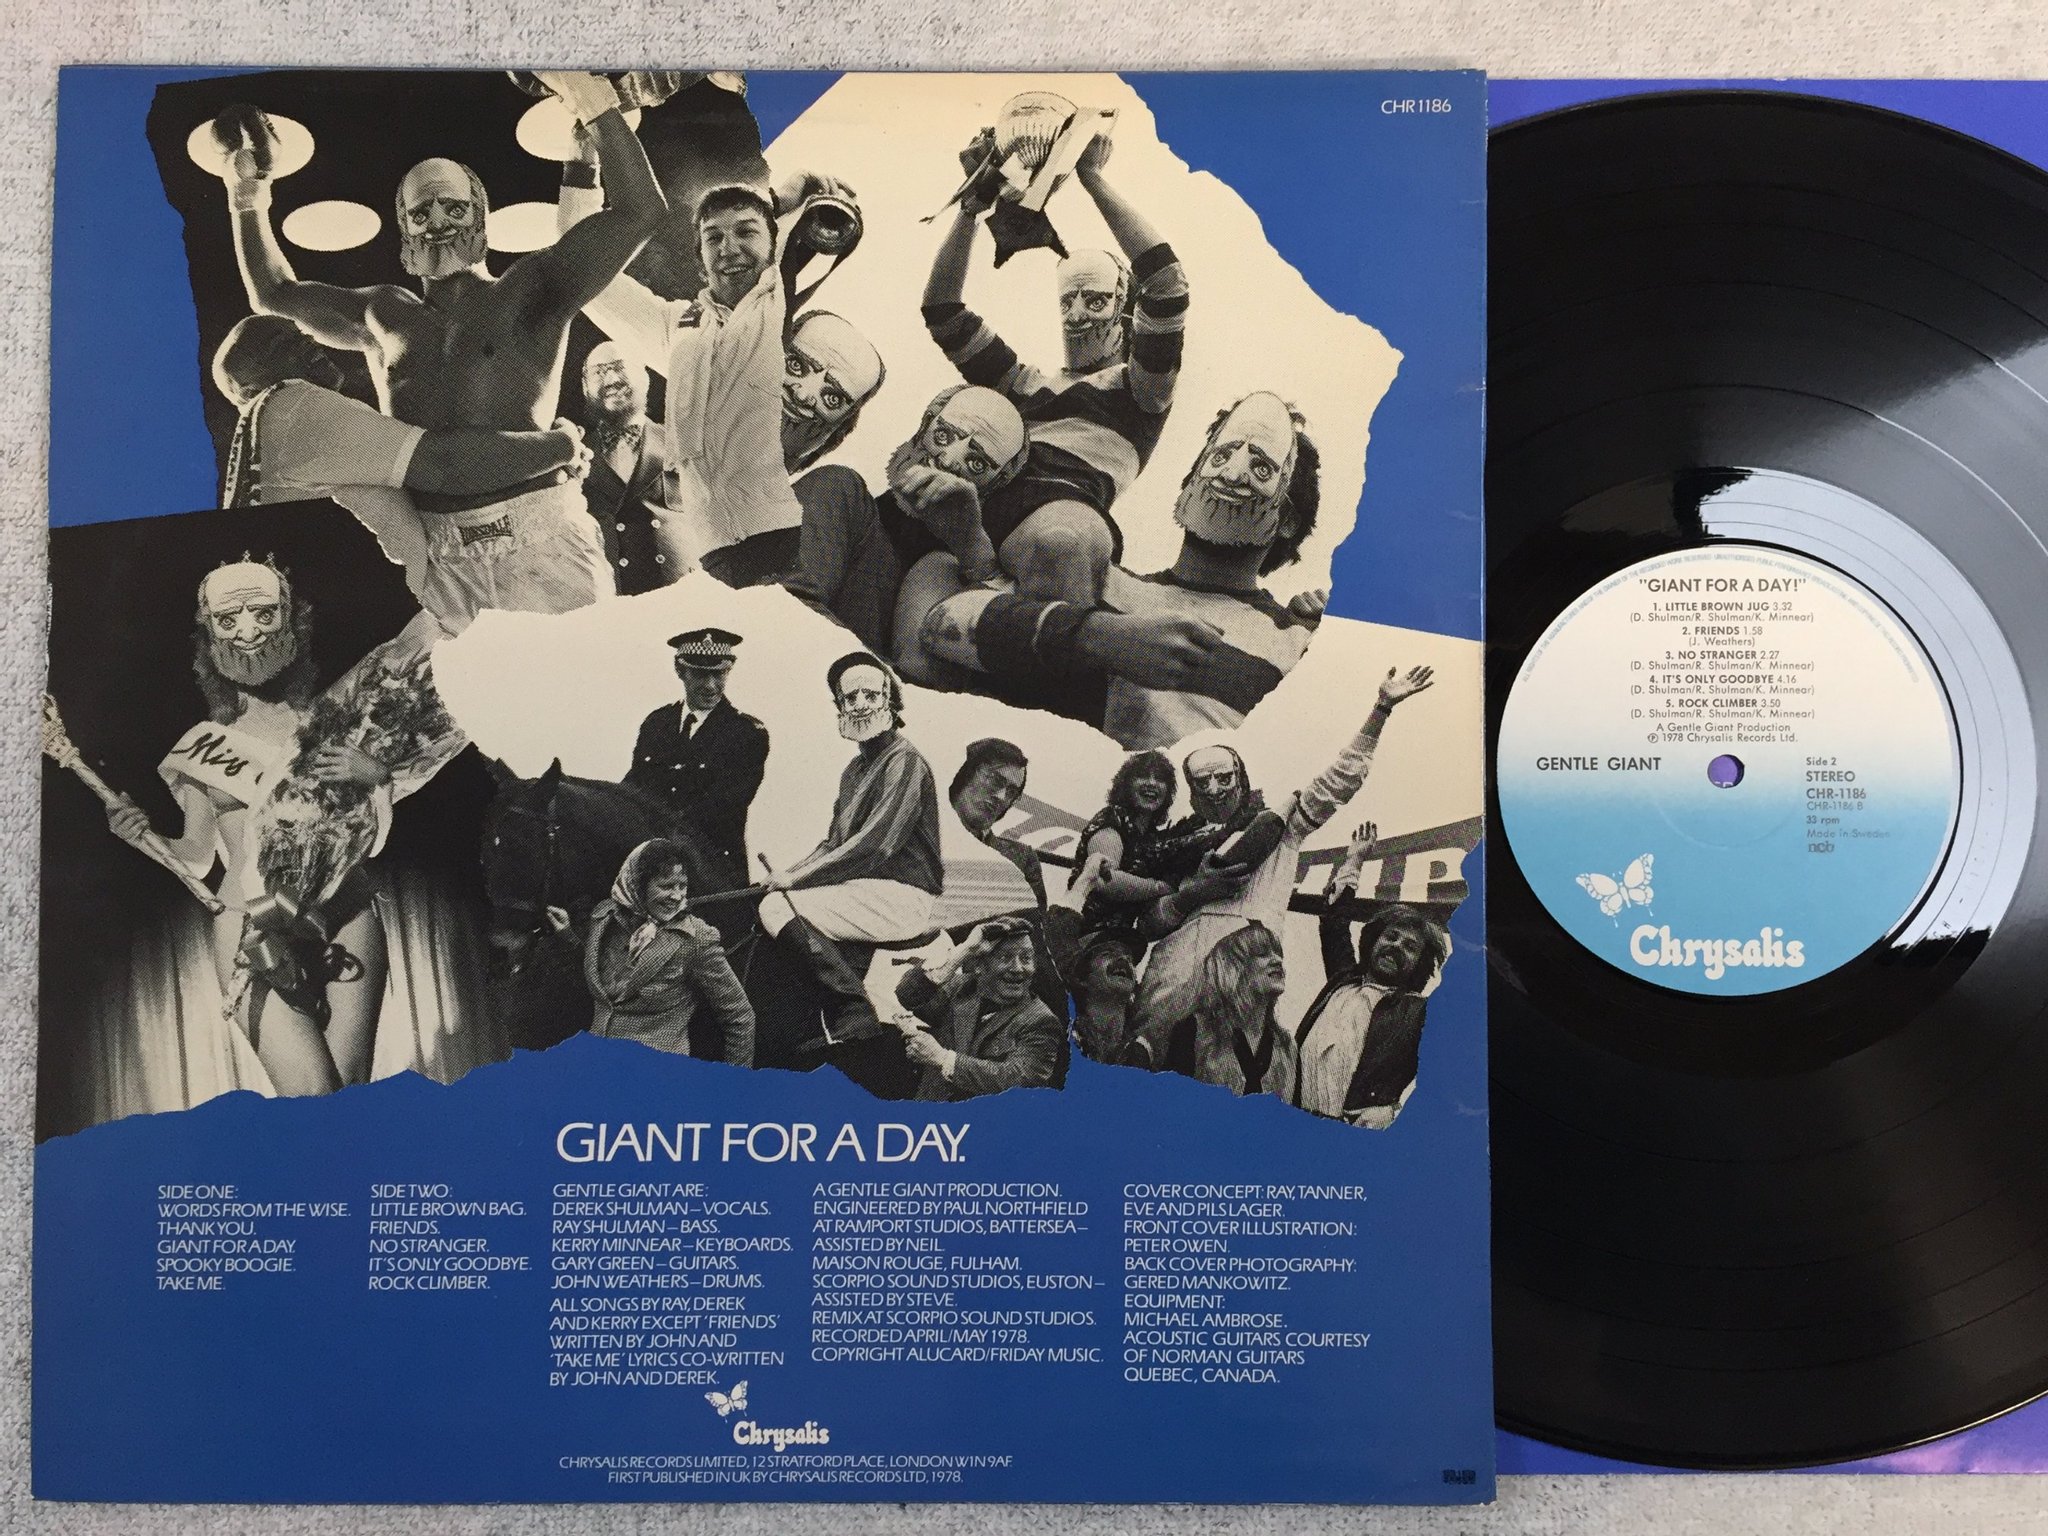 CHR 1186
LONSDALE
Miss
ZIP
GIANT FOR A DAY.
SIDE ONE:
WORDS FROM THE WISE.
THANK YOU.
GIANT FOR A DAY.
SPOOKY BOOGIE.
TAKE ME.
SIDE TWO:
LITTLE BROWN BAG.
FRIENDS.
NO STRANGER.
IT'S ONLY GOODBYE.
ROCK CLIMBER.
GENTLE GIANT ARE:
DEREK SHULMAN – VOCALS.
RAY SHULMAN – BASS.
KERRY MINNEAR – KEYBOARDS.
GARY GREEN – GUITARS.
JOHN WEATHERS – DRUMS.
ALL SONGS BY RAY, DEREK
AND KERRY EXCEPT 'FRIENDS'
WRITTEN BY JOHN AND
'TAKE ME' LYRICS CO-WRITTEN
BY JOHN AND DEREK.
A GENTLE GIANT PRODUCTION.
ENGINEERED BY PAUL NORTHFIELD
AT RAMPORT STUDIOS, BATTERSEA –
ASSISTED BY NEIL.
MAISON ROUGE, FULHAM.
SCORPIO SOUND STUDIOS, EUSTON –
ASSISTED BY STEVE.
REMIX AT SCORPIO SOUND STUDIOS.
RECORDED APRIL/MAY 1978.
COPYRIGHT ALUCARD/FRIDAY MUSIC.
COVER CONCEPT: RAY, TANNER,
EVE AND PILS LAGER.
FRONT COVER ILLUSTRATION:
PETER OWEN.
BACK COVER PHOTOGRAPHY:
GERED MANKOWITZ.
EQUIPMENT:
MICHAEL AMBROSE.
ACOUSTIC GUITARS COURTESY
OF NORMAN GUITARS
QUEBEC, CANADA.
Chrysalis
CHRYSALIS RECORDS LIMITED, 12 STRATFORD PLACE, LONDON W1N 9AF.
FIRST PUBLISHED IN UK BY CHRYSALIS RECORDS LTD, 1978.
"GIANT FOR A DAY!"
1. LITTLE BROWN JUG 3.32
(D. Shulman/R. Shulman/K. Minnear)
2. FRIENDS 1.58
(J. Weathers)
3. NO STRANGER 2.27
(D. Shulman/R. Shulman/K. Minnear)
4. IT'S ONLY GOODBYE 4.16
(D. Shulman/R. Shulman/K. Minnear)
5. ROCK CLIMBER 3.50
(D. Shulman/R. Shulman/K. Minnear)
A Gentle Giant Production
℗ 1978 Chrysalis Records Ltd.
GENTLE GIANT
Side 2
STEREO
CHR-1186
CHR-1186 B
33 rpm
Made in Sweden
ncb
Chrysalis